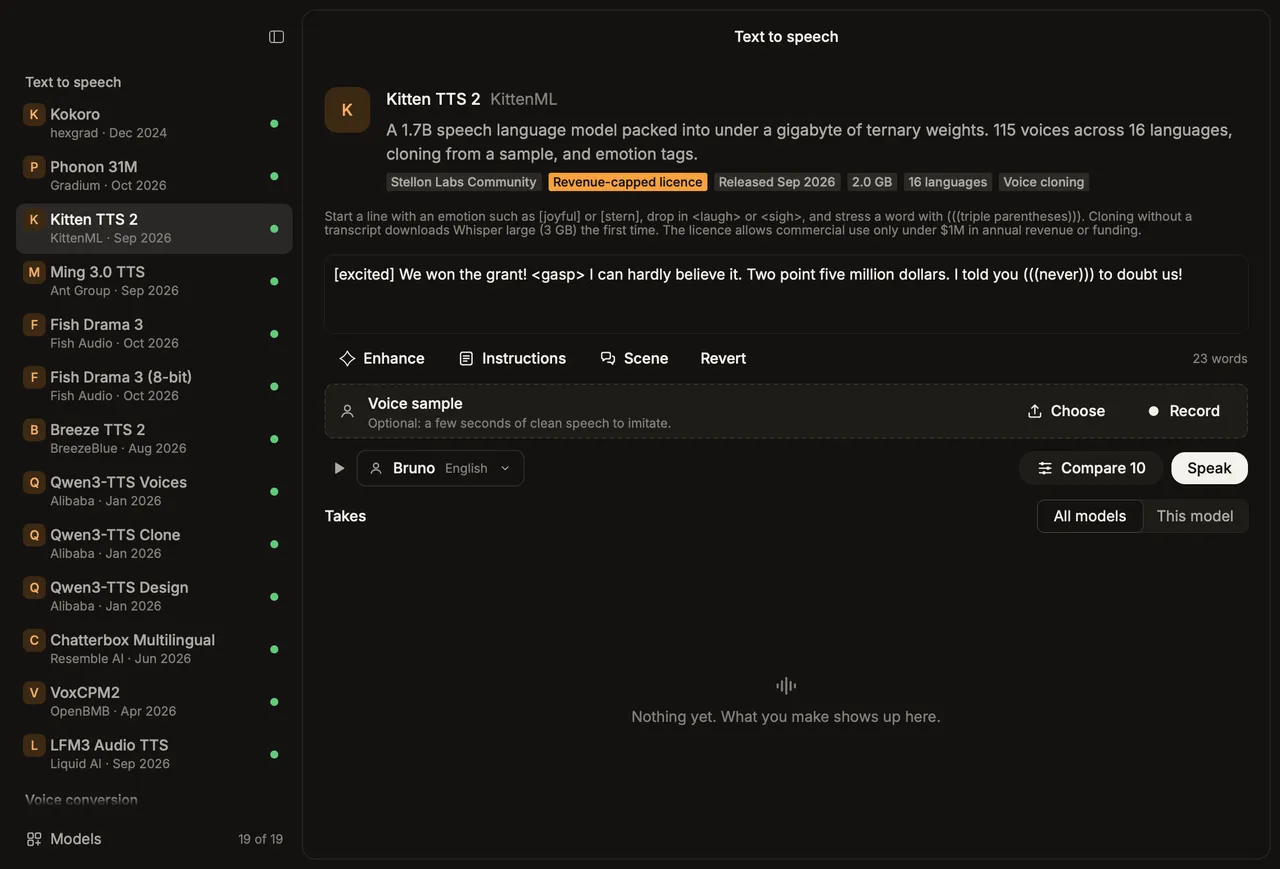 Text to speech
K
Kokoro
hexgrad · Dec 2024
P
Phonon 31M
Gradium · Oct 2026
K
Kitten TTS 2
KittenML · Sep 2026
M
Ming 3.0 TTS
Ant Group · Sep 2026
F
Fish Drama 3
Fish Audio · Oct 2026
F
Fish Drama 3 (8-bit)
Fish Audio · Oct 2026
B
Breeze TTS 2
BreezeBlue · Aug 2026
Q
Qwen3-TTS Voices
Alibaba · Jan 2026
Q
Qwen3-TTS Clone
Alibaba · Jan 2026
Q
Qwen3-TTS Design
Alibaba · Jan 2026
C
Chatterbox Multilingual
Resemble AI · Jun 2026
V
VoxCPM2
OpenBMB · Apr 2026
L
LFM3 Audio TTS
Liquid AI · Sep 2026
Voice conversion
Models 19 of 19
Text to speech
K
Kitten TTS 2 KittenML
A 1.7B speech language model packed into under a gigabyte of ternary weights. 115 voices across 16 languages,
cloning from a sample, and emotion tags.
Stellon Labs Community Revenue-capped licence Released Sep 2026 2.0 GB 16 languages Voice cloning
Start a line with an emotion such as [joyful] or [stern], drop in <laugh> or <sigh>, and stress a word with (((triple parentheses))). Cloning without a
transcript downloads Whisper large (3 GB) the first time. The licence allows commercial use only under $1M in annual revenue or funding.
[excited] We won the grant! <gasp> I can hardly believe it. Two point five million dollars. I told you (((never))) to doubt us!
Enhance Instructions Scene Revert 23 words
Voice sample
Optional: a few seconds of clean speech to imitate.
Choose Record
Bruno English Compare 10 Speak
Takes All models This model
Nothing yet. What you make shows up here.